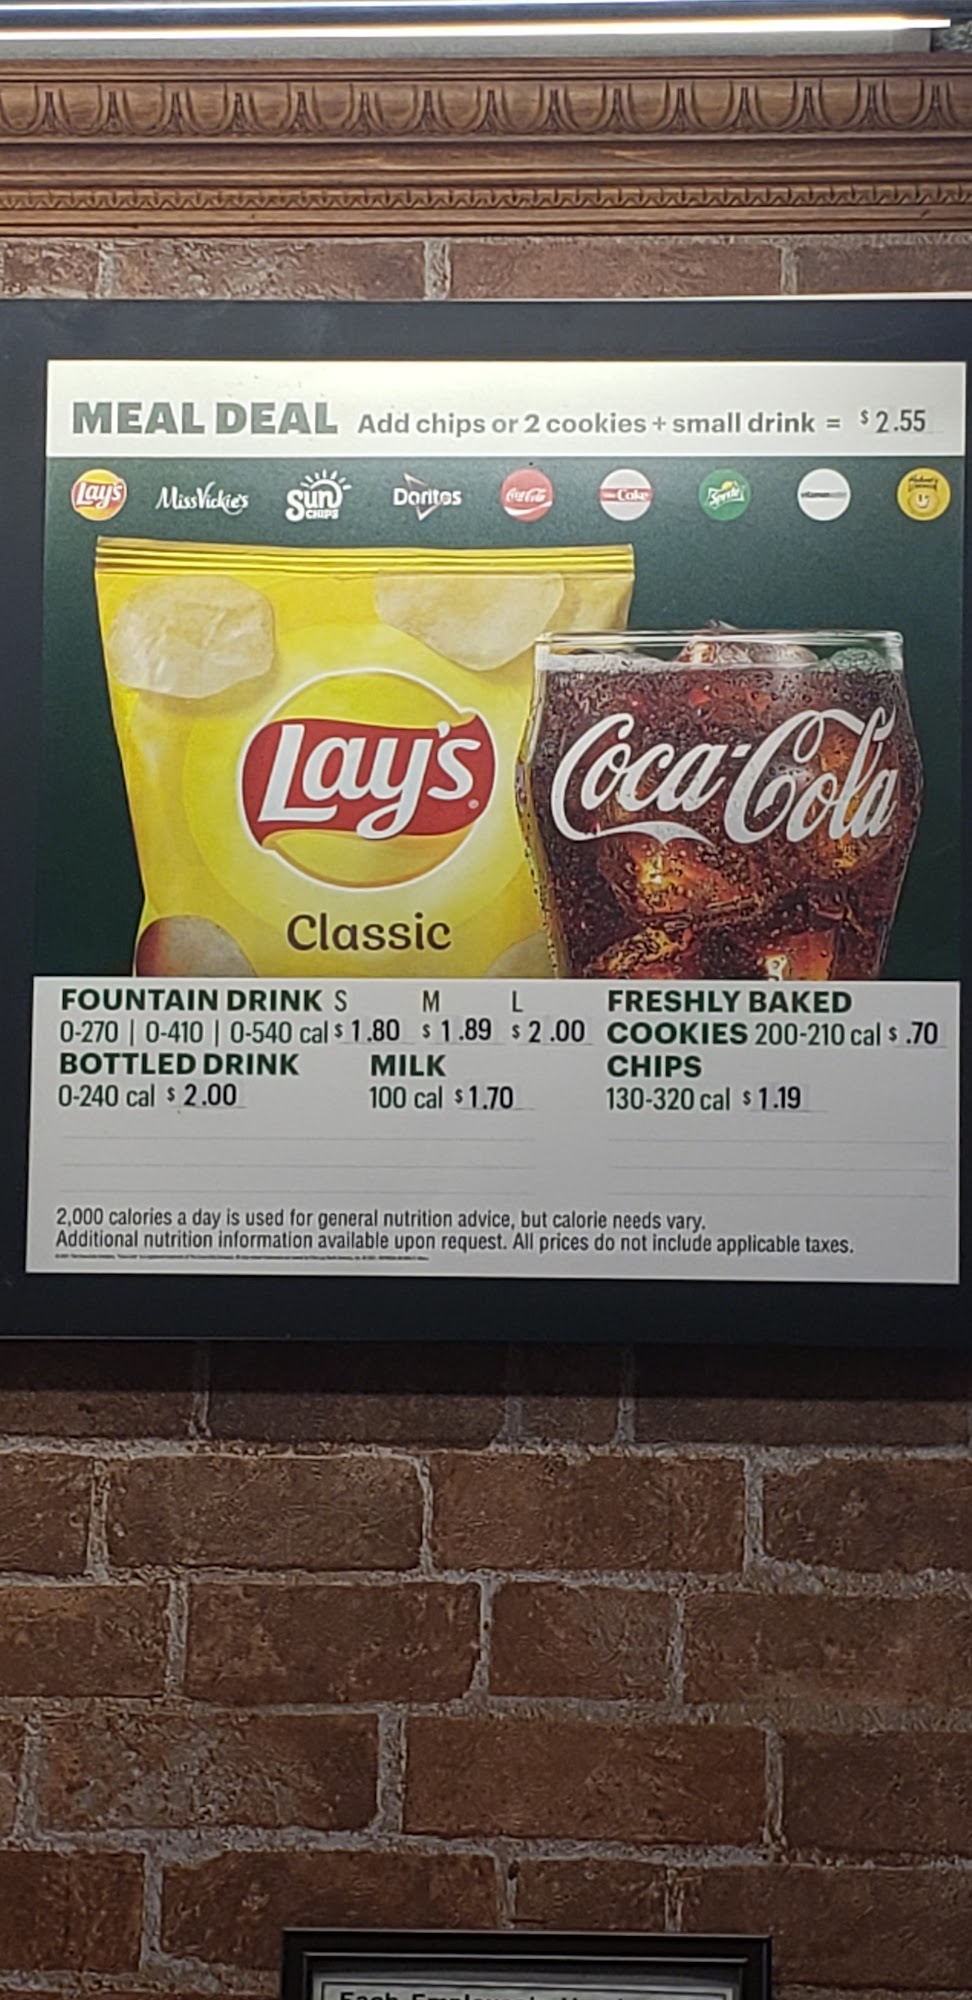 MEAL DEAL Add chips or 2 cookies + small drink = $2.55
Lay's MissVickie's Sun CHIPS Doritos Coca-Cola Coke Sprite
Lay's
Classic
Coca-Cola
FOUNTAIN DRINK S M L
0-270 | 0-410 | 0-540 cal $1.80 $1.89 $2.00
BOTTLED DRINK MILK
0-240 cal $2.00 100 cal $1.70
FRESHLY BAKED
COOKIES 200-210 cal $.70
CHIPS
130-320 cal $1.19
2,000 calories a day is used for general nutrition advice, but calorie needs vary.
Additional nutrition information available upon request. All prices do not include applicable taxes.
Each